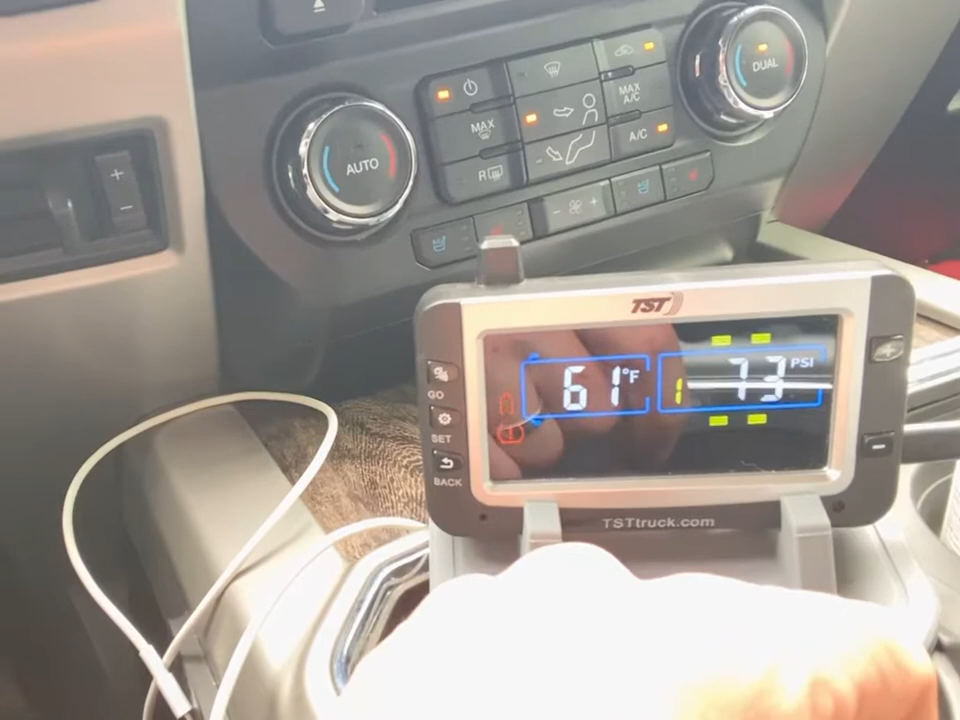 AUTO
MAX
R
MAX
A/C
A/C
DUAL
+
−
− +
TST
GO
SET
BACK
61°F
1
73 PSI
+
−
TSTtruck.com